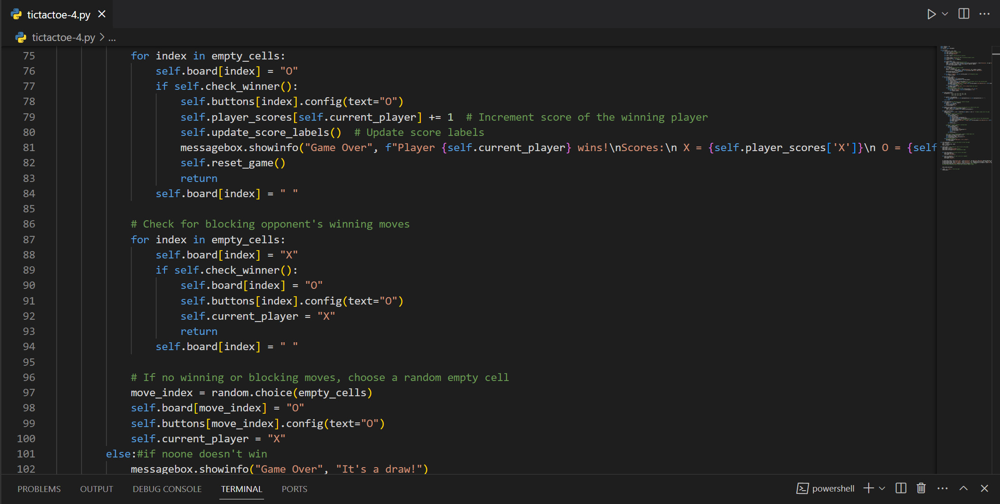 tictactoe-4.py
tictactoe-4.py > ...
75 for index in empty_cells:
76 self.board[index] = "O"
77 if self.check_winner():
78 self.buttons[index].config(text="O")
79 self.player_scores[self.current_player] += 1 # Increment score of the winning player
80 self.update_score_labels() # Update score labels
81 messagebox.showinfo("Game Over", f"Player {self.current_player} wins!\nScores:\n X = {self.player_scores['X']}\n O = {self
82 self.reset_game()
83 return
84 self.board[index] = " "
85
86 # Check for blocking opponent's winning moves
87 for index in empty_cells:
88 self.board[index] = "X"
89 if self.check_winner():
90 self.board[index] = "O"
91 self.buttons[index].config(text="O")
92 self.current_player = "X"
93 return
94 self.board[index] = " "
95
96 # If no winning or blocking moves, choose a random empty cell
97 move_index = random.choice(empty_cells)
98 self.board[move_index] = "O"
99 self.buttons[move_index].config(text="O")
100 self.current_player = "X"
101 else:#if noone doesn't win
102 messagebox.showinfo("Game Over", "It's a draw!")
PROBLEMS OUTPUT DEBUG CONSOLE TERMINAL PORTS powershell